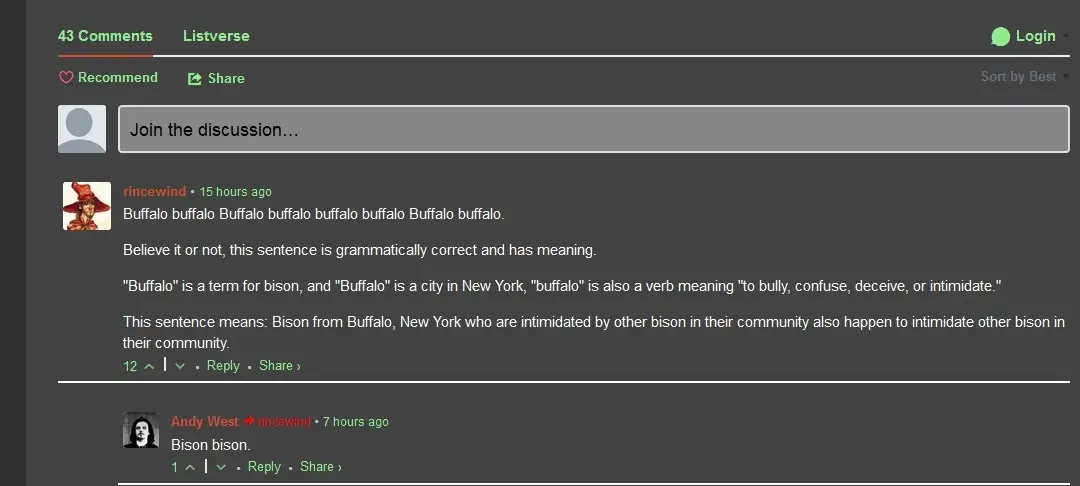 43 Comments Listverse Login
Recommend Share Sort by Best
Join the discussion...
rincewind • 15 hours ago
Buffalo buffalo Buffalo buffalo buffalo buffalo Buffalo buffalo.
Believe it or not, this sentence is grammatically correct and has meaning.
"Buffalo" is a term for bison, and "Buffalo" is a city in New York, "buffalo" is also a verb meaning "to bully, confuse, deceive, or intimidate."
This sentence means: Bison from Buffalo, New York who are intimidated by other bison in their community also happen to intimidate other bison in
their community.
12 • Reply • Share ›
Andy West rincewind • 7 hours ago
Bison bison.
1 • Reply • Share ›